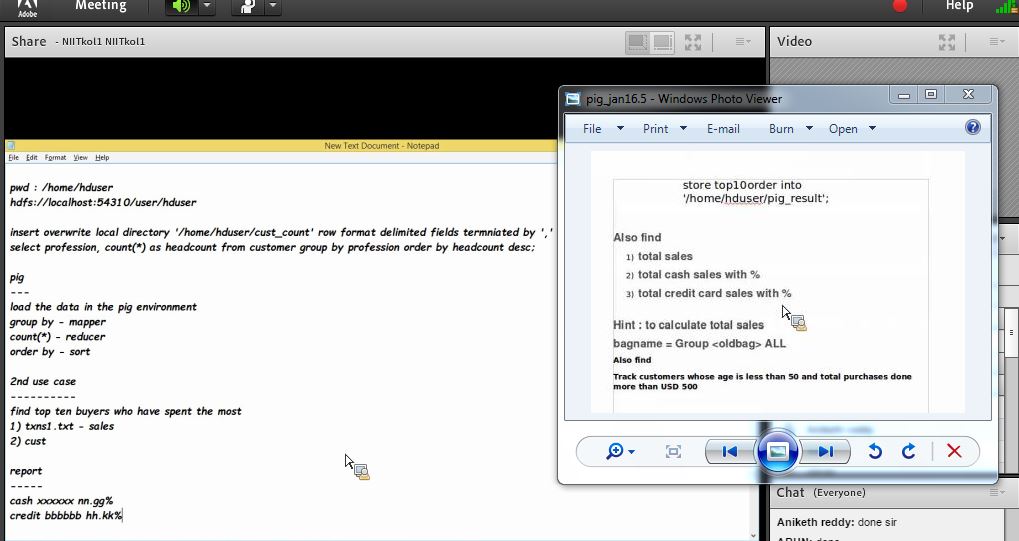 Adobe
Meeting
Help
Share - NIITkol1 NIITkol1
Video
New Text Document - Notepad
File Edit Format View Help
pwd : /home/hduser
hdfs://localhost:54310/user/hduser
insert overwrite local directory '/home/hduser/cust_count' row format delimited fields termniated by ','
select profession, count(*) as headcount from customer group by profession order by headcount desc;
pig
---
load the data in the pig environment
group by - mapper
count(*) - reducer
order by - sort
2nd use case
----------
find top ten buyers who have spent the most
1) txns1.txt - sales
2) cust
report
-----
cash xxxxxx nn.gg%
credit bbbbbb hh.kk%
pig_jan16.5 - Windows Photo Viewer
File Print E-mail Burn Open
store top10order into
'/home/hduser/pig_result';
Also find
1) total sales
2) total cash sales with %
3) total credit card sales with %
Hint : to calculate total sales
bagname = Group <oldbag> ALL
Also find
Track customers whose age is less than 50 and total purchases done
more than USD 500
Chat (Everyone)
Aniketh reddy: done sir